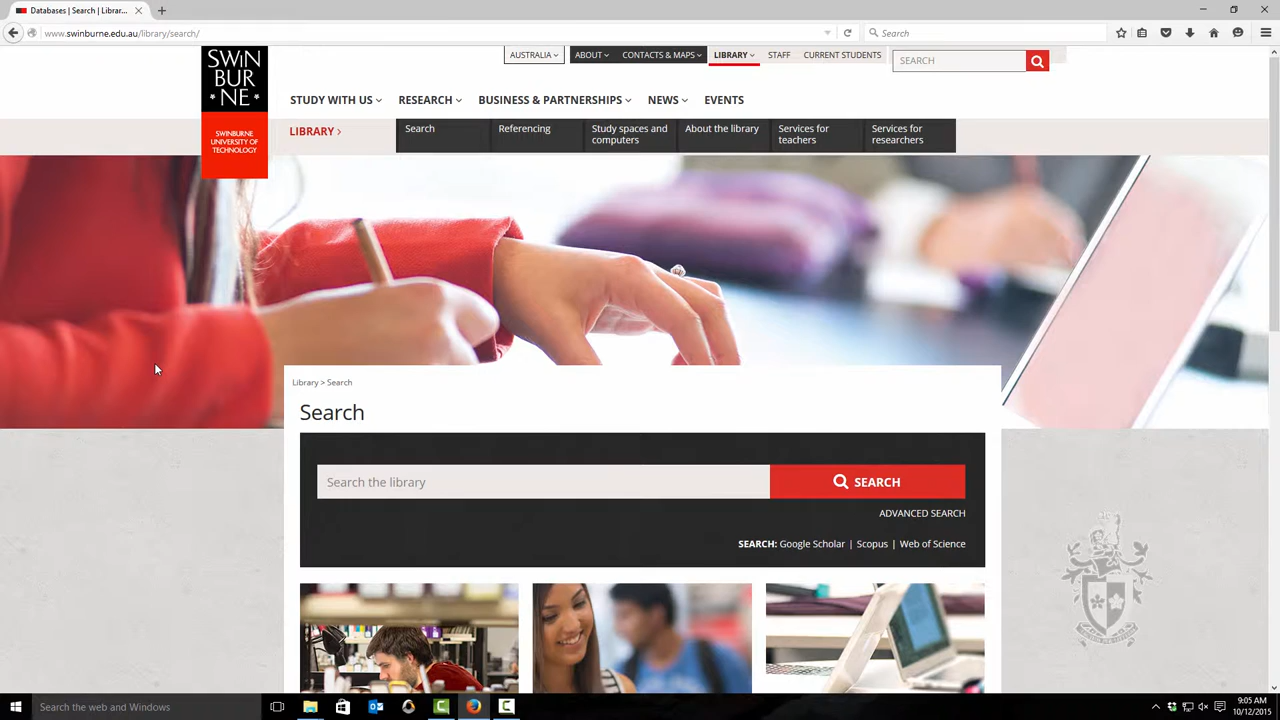 Databases | Search | Librar...
www.swinburne.edu.au/library/search/
Search
SWIN
BUR
NE
SWINBURNE
UNIVERSITY OF
TECHNOLOGY
AUSTRALIA
ABOUT
CONTACTS & MAPS
LIBRARY
STAFF
CURRENT STUDENTS
SEARCH
STUDY WITH US
RESEARCH
BUSINESS & PARTNERSHIPS
NEWS
EVENTS
LIBRARY >
Search
Referencing
Study spaces and
computers
About the library
Services for
teachers
Services for
researchers
Library > Search
Search
Search the library
SEARCH
ADVANCED SEARCH
SEARCH: Google Scholar | Scopus | Web of Science
Search the web and Windows
9:05 AM
10/12/2015